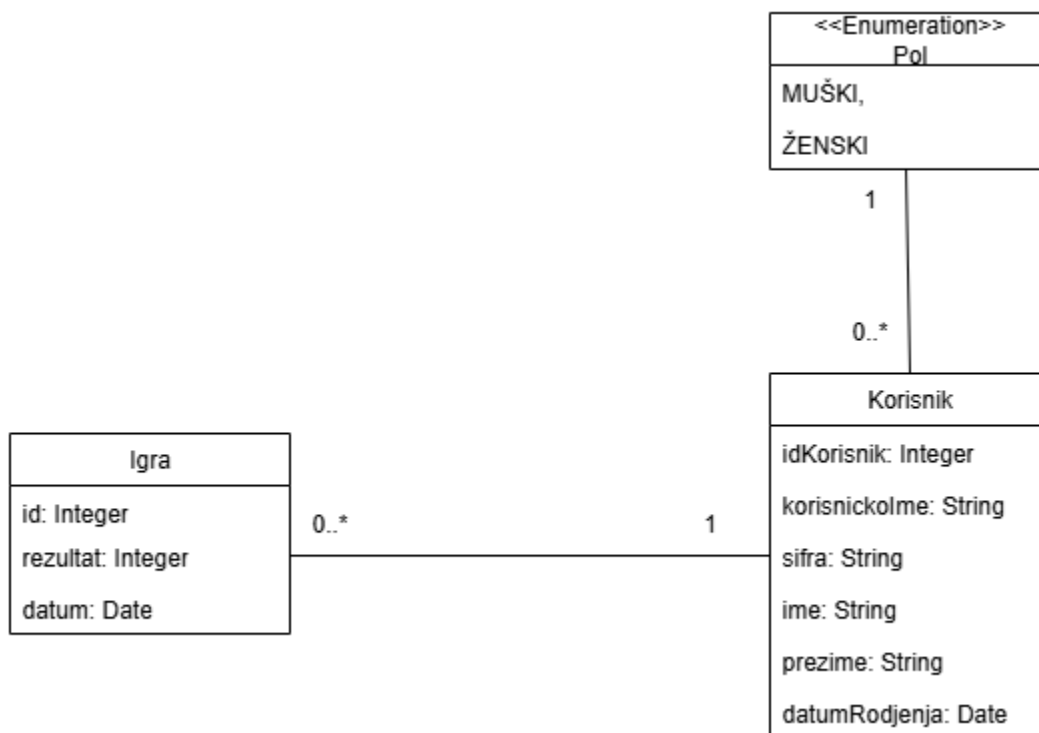 <<Enumeration>>
Pol
MUŠKI,
ŽENSKI
1
0..*
Korisnik
idKorisnik: Integer
korisnickoIme: String
sifra: String
ime: String
prezime: String
datumRodjenja: Date
Igra
id: Integer
rezultat: Integer
datum: Date
0..*
1